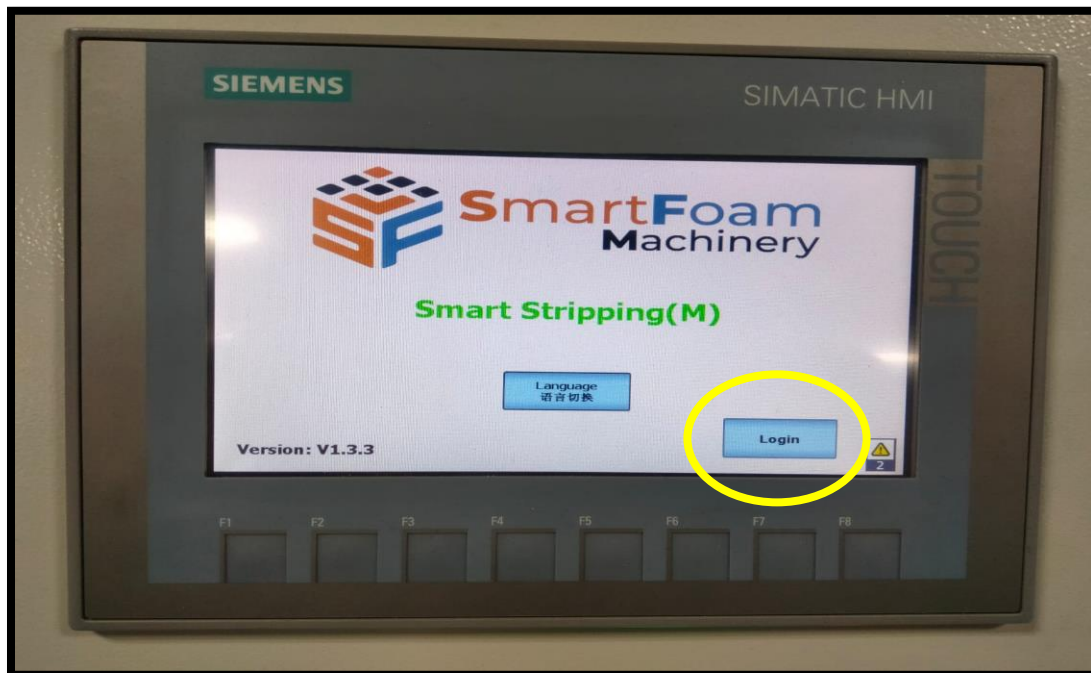 SIEMENS
SIMATIC HMI
TOUCH
SF
SmartFoam
Machinery
Smart Stripping(M)
Language
语言切换
Login
Version: V1.3.3
2
F1 F2 F3 F4 F5 F6 F7 F8